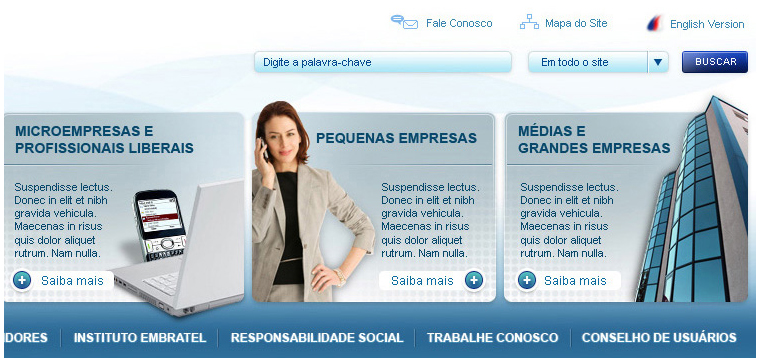 Fale Conosco
Mapa do Site
English Version
Digite a palavra-chave
Em todo o site
BUSCAR
MICROEMPRESAS E
PROFISSIONAIS LIBERAIS
Suspendisse lectus.
Donec in elit et nibh
gravida vehicula.
Maecenas in risus
quis dolor aliquet
rutrum. Nam nulla.
Saiba mais
PEQUENAS EMPRESAS
Suspendisse lectus.
Donec in elit et nibh
gravida vehicula.
Maecenas in risus
quis dolor aliquet
rutrum. Nam nulla.
Saiba mais
MÉDIAS E
GRANDES EMPRESAS
Suspendisse lectus.
Donec in elit et nibh
gravida vehicula.
Maecenas in risus
quis dolor aliquet
rutrum. Nam nulla.
Saiba mais
DORES
INSTITUTO EMBRATEL
RESPONSABILIDADE SOCIAL
TRABALHE CONOSCO
CONSELHO DE USUÁRIOS